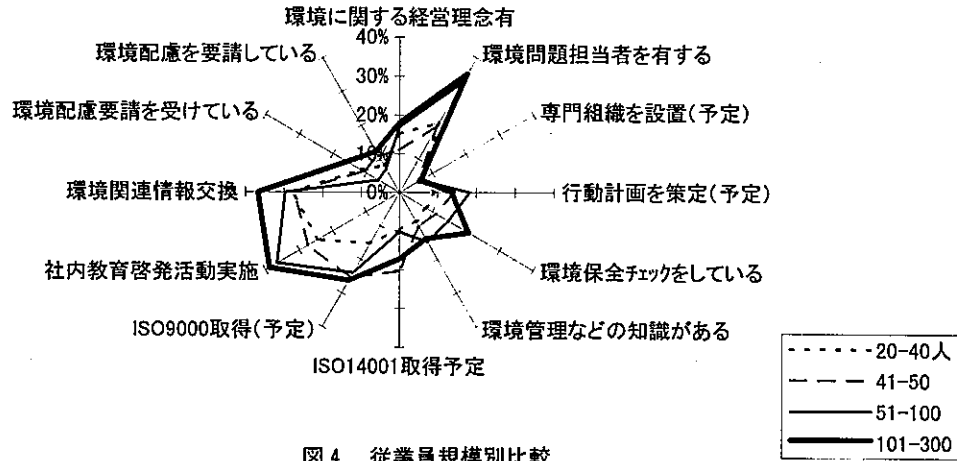 環境に関する経営理念有
40%
環境配慮を要請している
環境問題担当者を有する
30%
環境配慮要請を受けている
20%
専門組織を設置(予定)
10%
環境関連情報交換
0%
行動計画を策定(予定)
社内教育啓発活動実施
環境保全チェックをしている
ISO9000取得(予定)
環境管理などの知識がある
ISO14001取得予定
20-40人
41-50
51-100
101-300
図4 従業員規模別比較